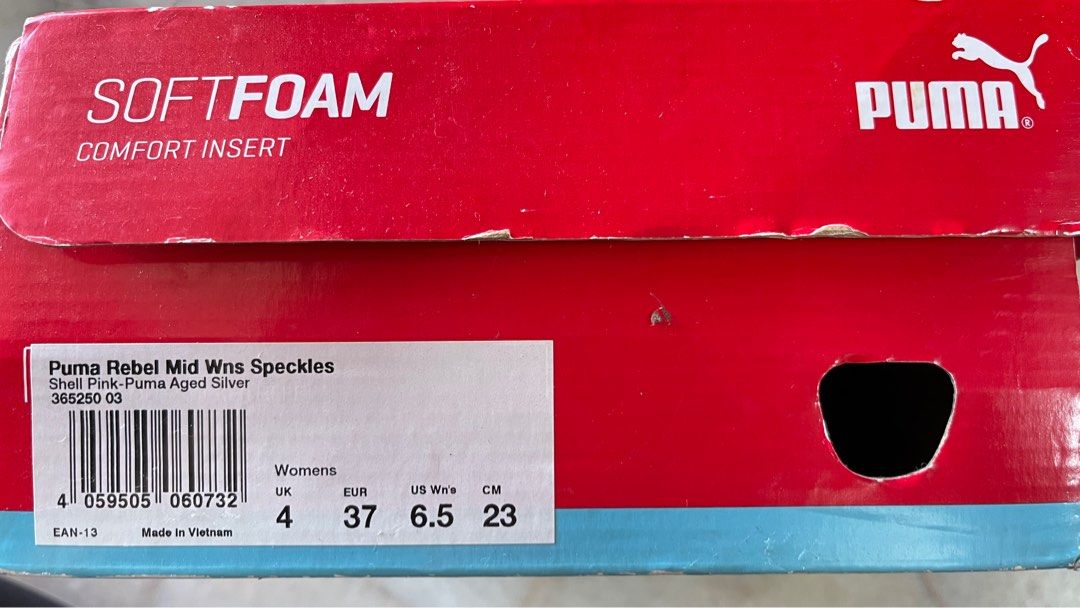 SOFTFOAM
COMFORT INSERT
PUMA®
Puma Rebel Mid Wns Speckles
Shell Pink-Puma Aged Silver
365250 03
4 059505 060732
EAN-13 Made in Vietnam
Womens
UK EUR US Wn's CM
4 37 6.5 23